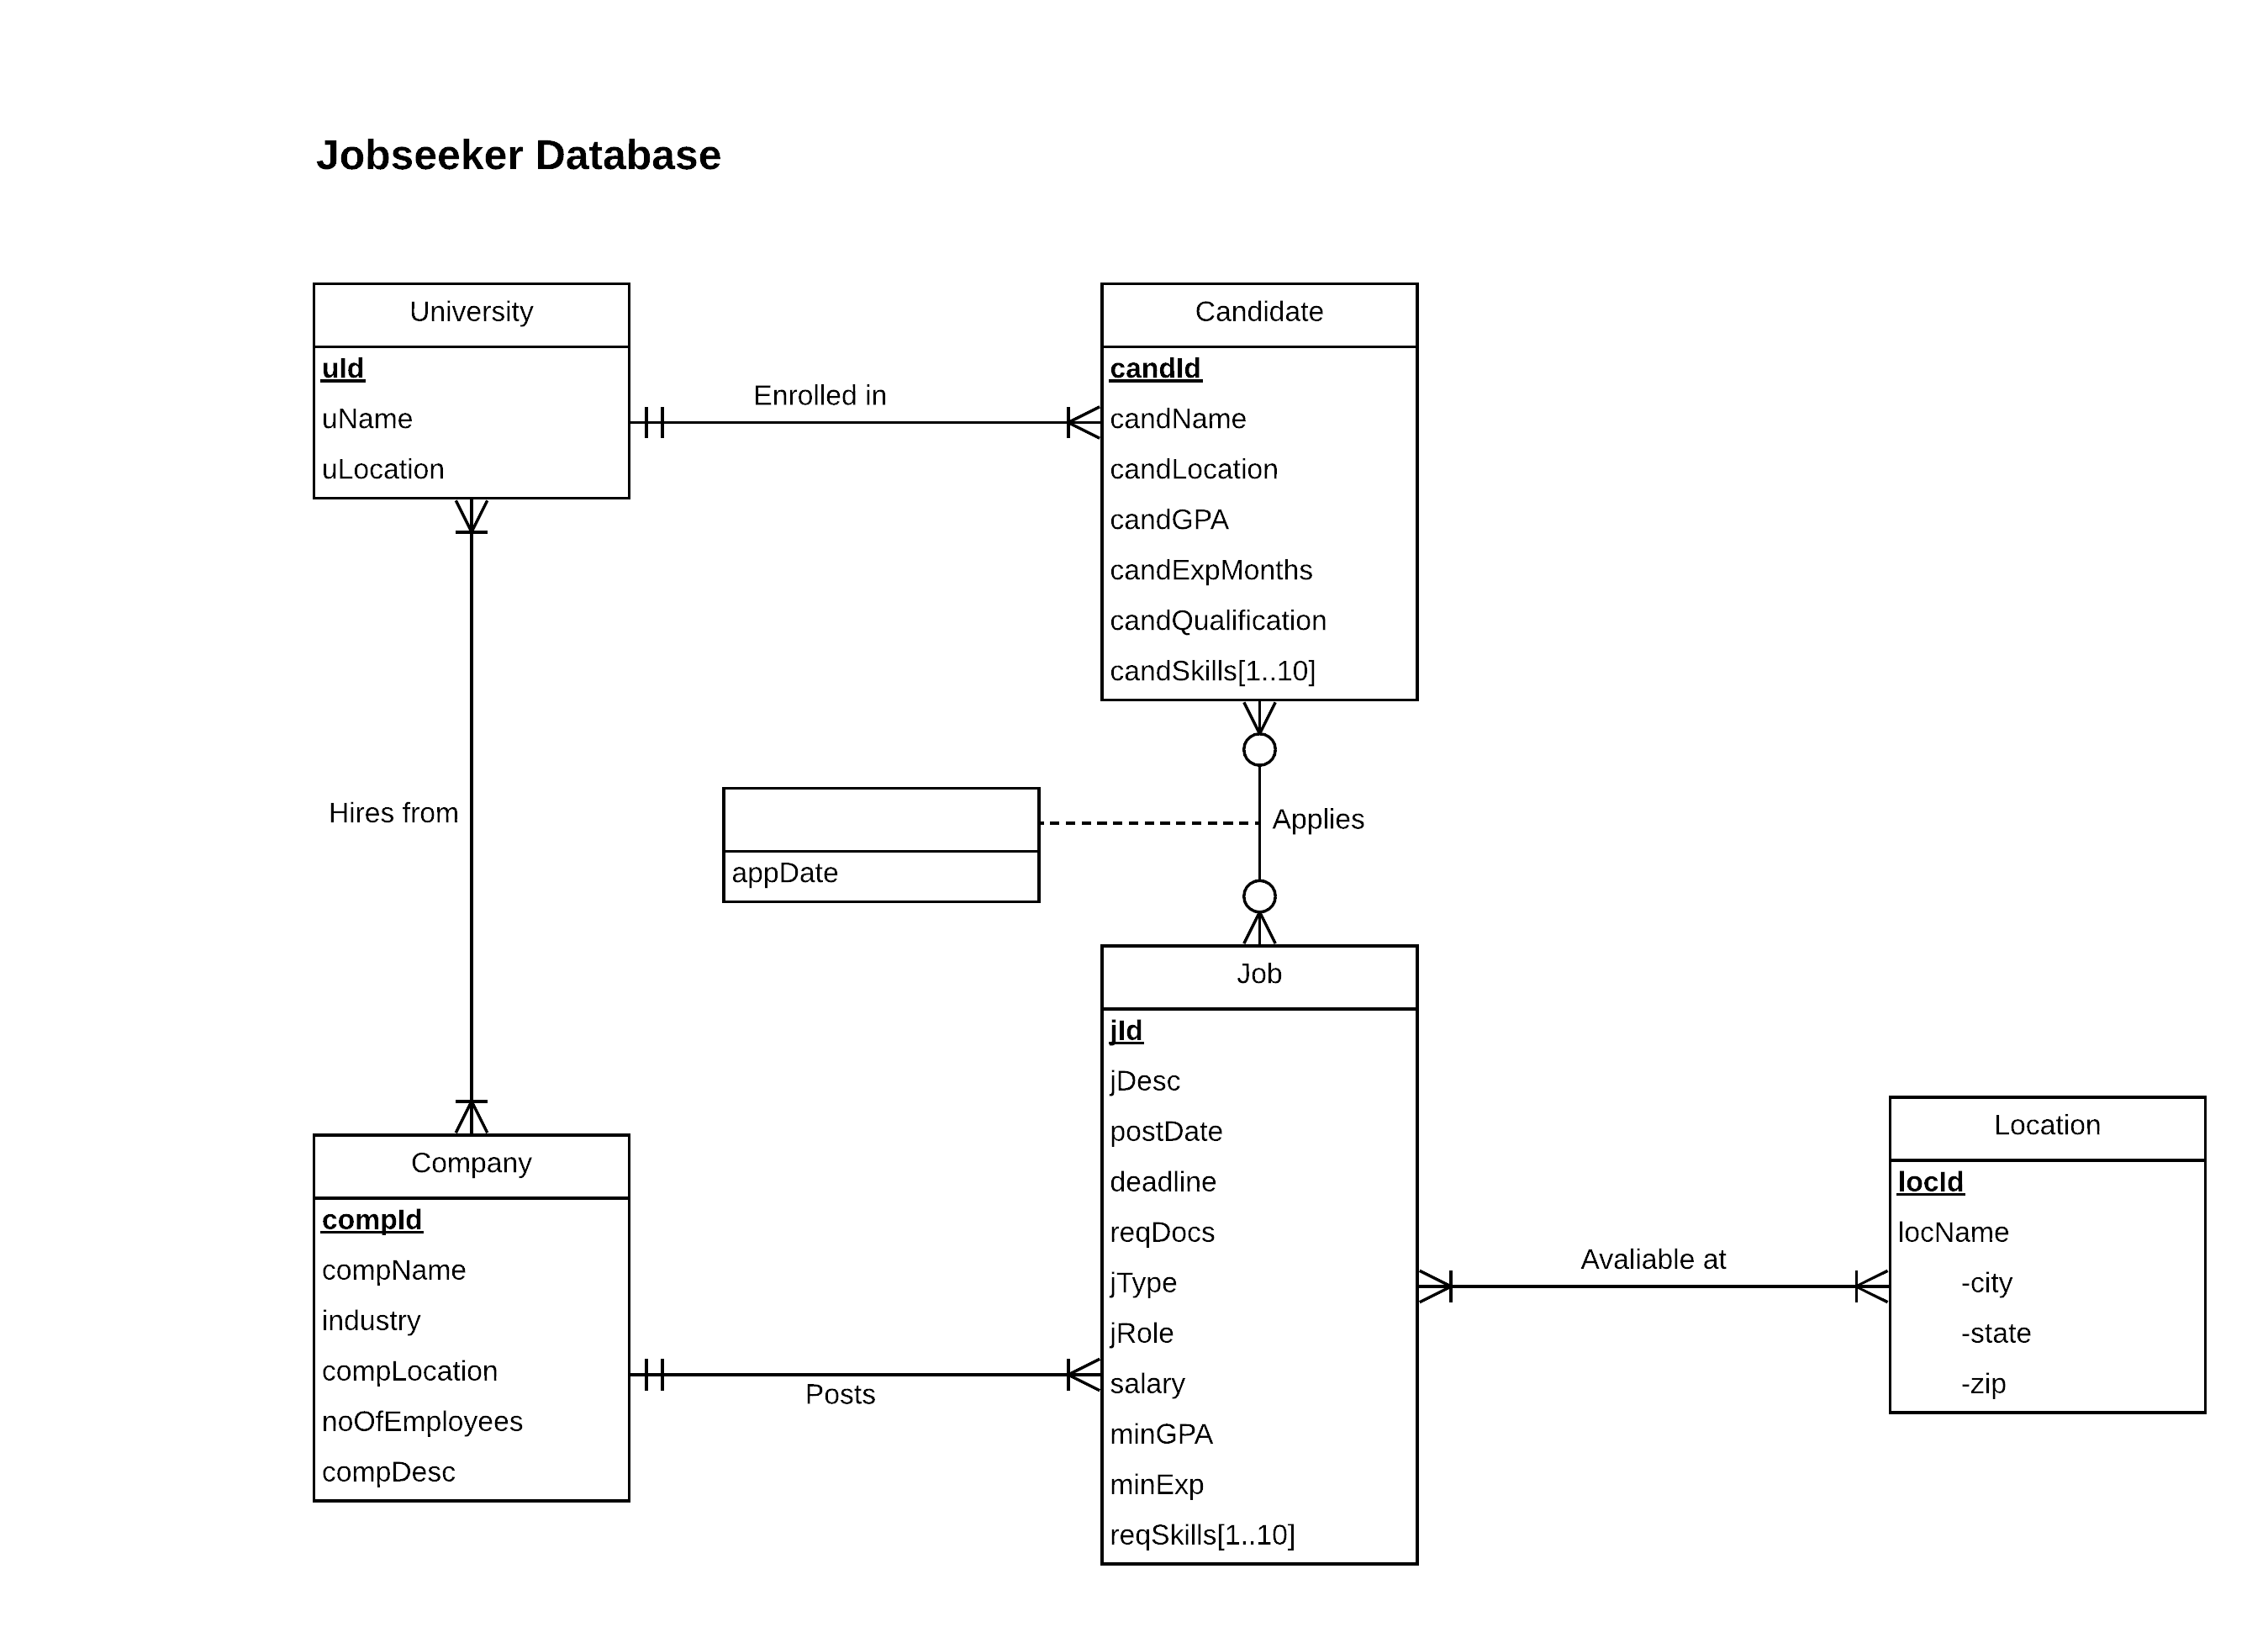 Jobseeker Database
University
uId
uName
uLocation
Enrolled in
Candidate
candId
candName
candLocation
candGPA
candExpMonths
candQualification
candSkills[1..10]
Hires from
appDate
Applies
Company
compId
compName
industry
compLocation
noOfEmployees
compDesc
Posts
Job
jId
jDesc
postDate
deadline
reqDocs
jType
jRole
salary
minGPA
minExp
reqSkills[1..10]
Avaliable at
Location
locId
locName
-city
-state
-zip